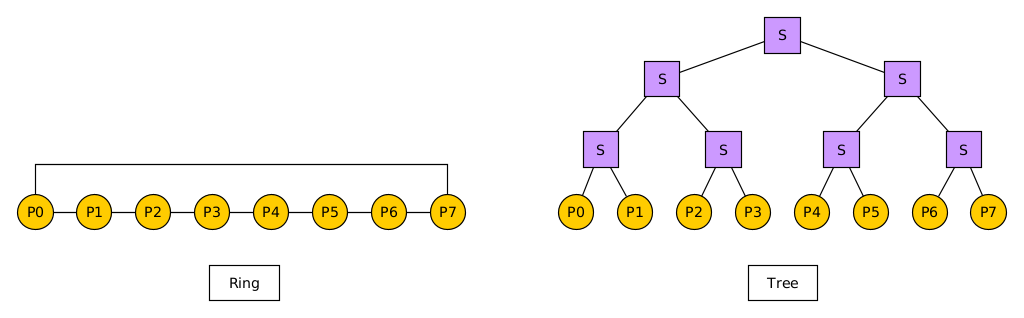 S
S S
S S S S
P0 P1 P2 P3 P4 P5 P6 P7 P0 P1 P2 P3 P4 P5 P6 P7
Ring Tree